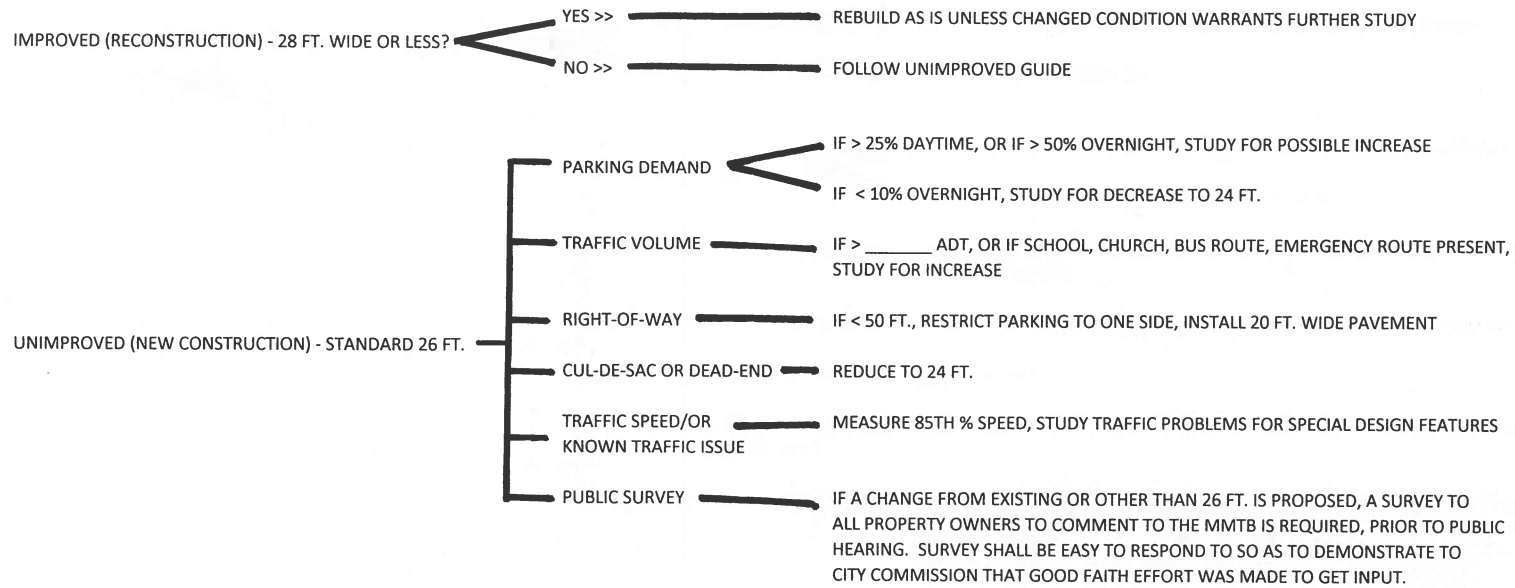 IMPROVED (RECONSTRUCTION) - 28 FT. WIDE OR LESS?
YES >>
REBUILD AS IS UNLESS CHANGED CONDITION WARRANTS FURTHER STUDY
NO >>
FOLLOW UNIMPROVED GUIDE
UNIMPROVED (NEW CONSTRUCTION) - STANDARD 26 FT.
PARKING DEMAND
IF > 25% DAYTIME, OR IF > 50% OVERNIGHT, STUDY FOR POSSIBLE INCREASE
IF < 10% OVERNIGHT, STUDY FOR DECREASE TO 24 FT.
TRAFFIC VOLUME
IF > _______ ADT, OR IF SCHOOL, CHURCH, BUS ROUTE, EMERGENCY ROUTE PRESENT,
STUDY FOR INCREASE
RIGHT-OF-WAY
IF < 50 FT., RESTRICT PARKING TO ONE SIDE, INSTALL 20 FT. WIDE PAVEMENT
CUL-DE-SAC OR DEAD-END
REDUCE TO 24 FT.
TRAFFIC SPEED/OR
KNOWN TRAFFIC ISSUE
MEASURE 85TH % SPEED, STUDY TRAFFIC PROBLEMS FOR SPECIAL DESIGN FEATURES
PUBLIC SURVEY
IF A CHANGE FROM EXISTING OR OTHER THAN 26 FT. IS PROPOSED, A SURVEY TO
ALL PROPERTY OWNERS TO COMMENT TO THE MMTB IS REQUIRED, PRIOR TO PUBLIC
HEARING. SURVEY SHALL BE EASY TO RESPOND TO SO AS TO DEMONSTRATE TO
CITY COMMISSION THAT GOOD FAITH EFFORT WAS MADE TO GET INPUT.